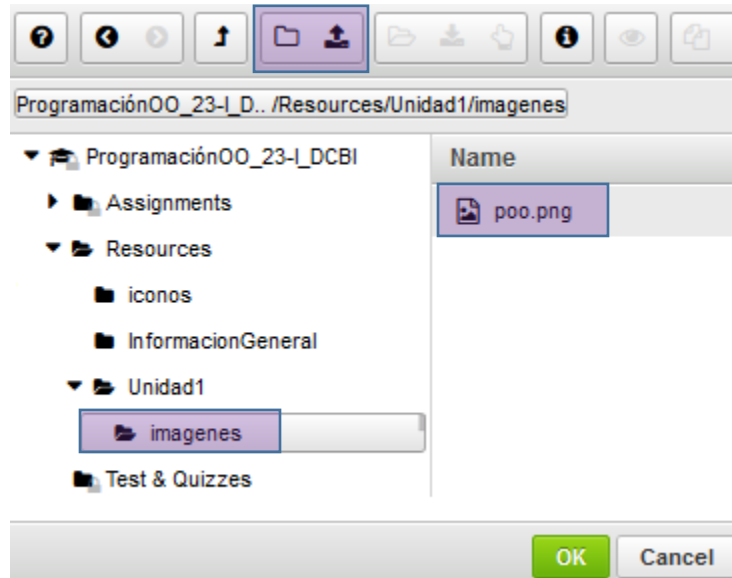 ProgramaciónOO_23-I_D.. /Resources/Unidad1/imagenes
ProgramaciónOO_23-I_DCBI
Assignments
Resources
iconos
InformacionGeneral
Unidad1
imagenes
Test & Quizzes
Name
poo.png
OK
Cancel